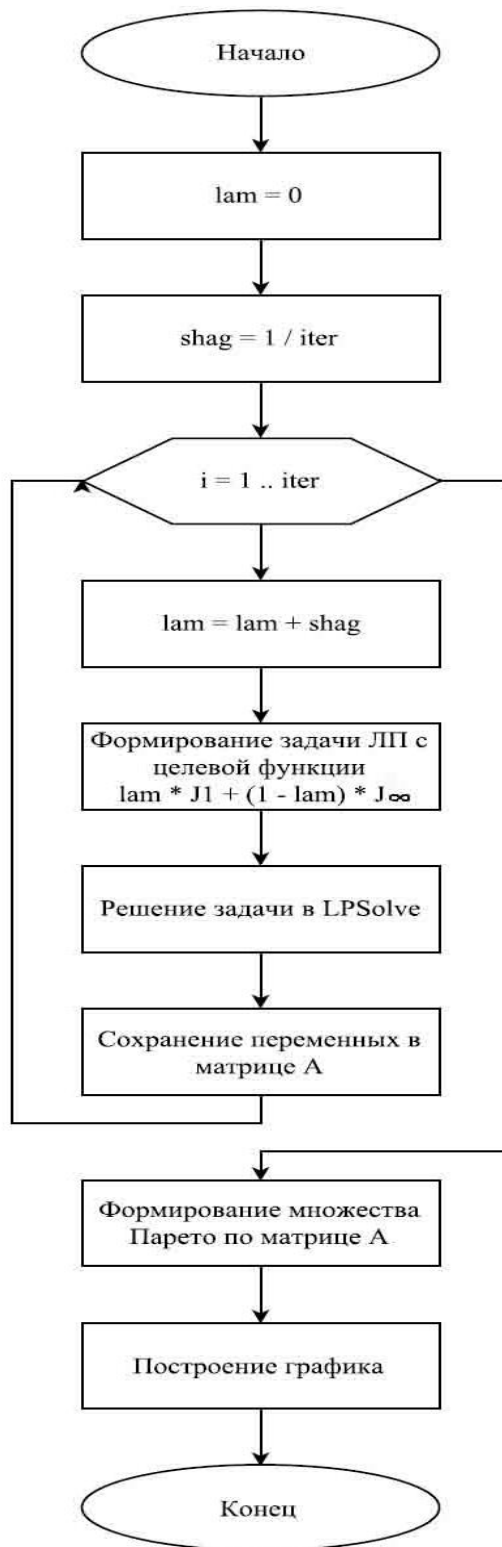 Начало
lam = 0
shag = 1 / iter
i = 1 .. iter
lam = lam + shag
Формирование задачи ЛП с
целевой функции
lam * J1 + (1 - lam) * J∞
Решение задачи в LPSolve
Сохранение переменных в
матрице A
Формирование множества
Парето по матрице A
Построение графика
Конец